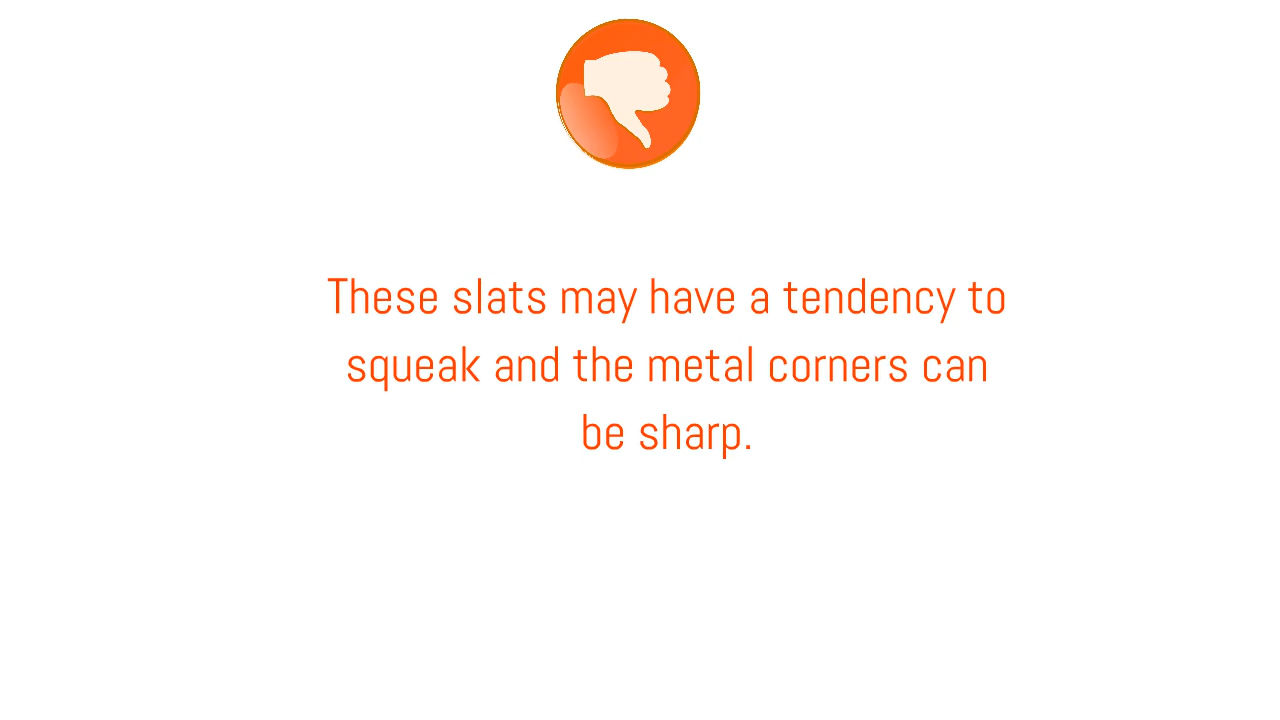 These slats may have a tendency to
squeak and the metal corners can
be sharp.